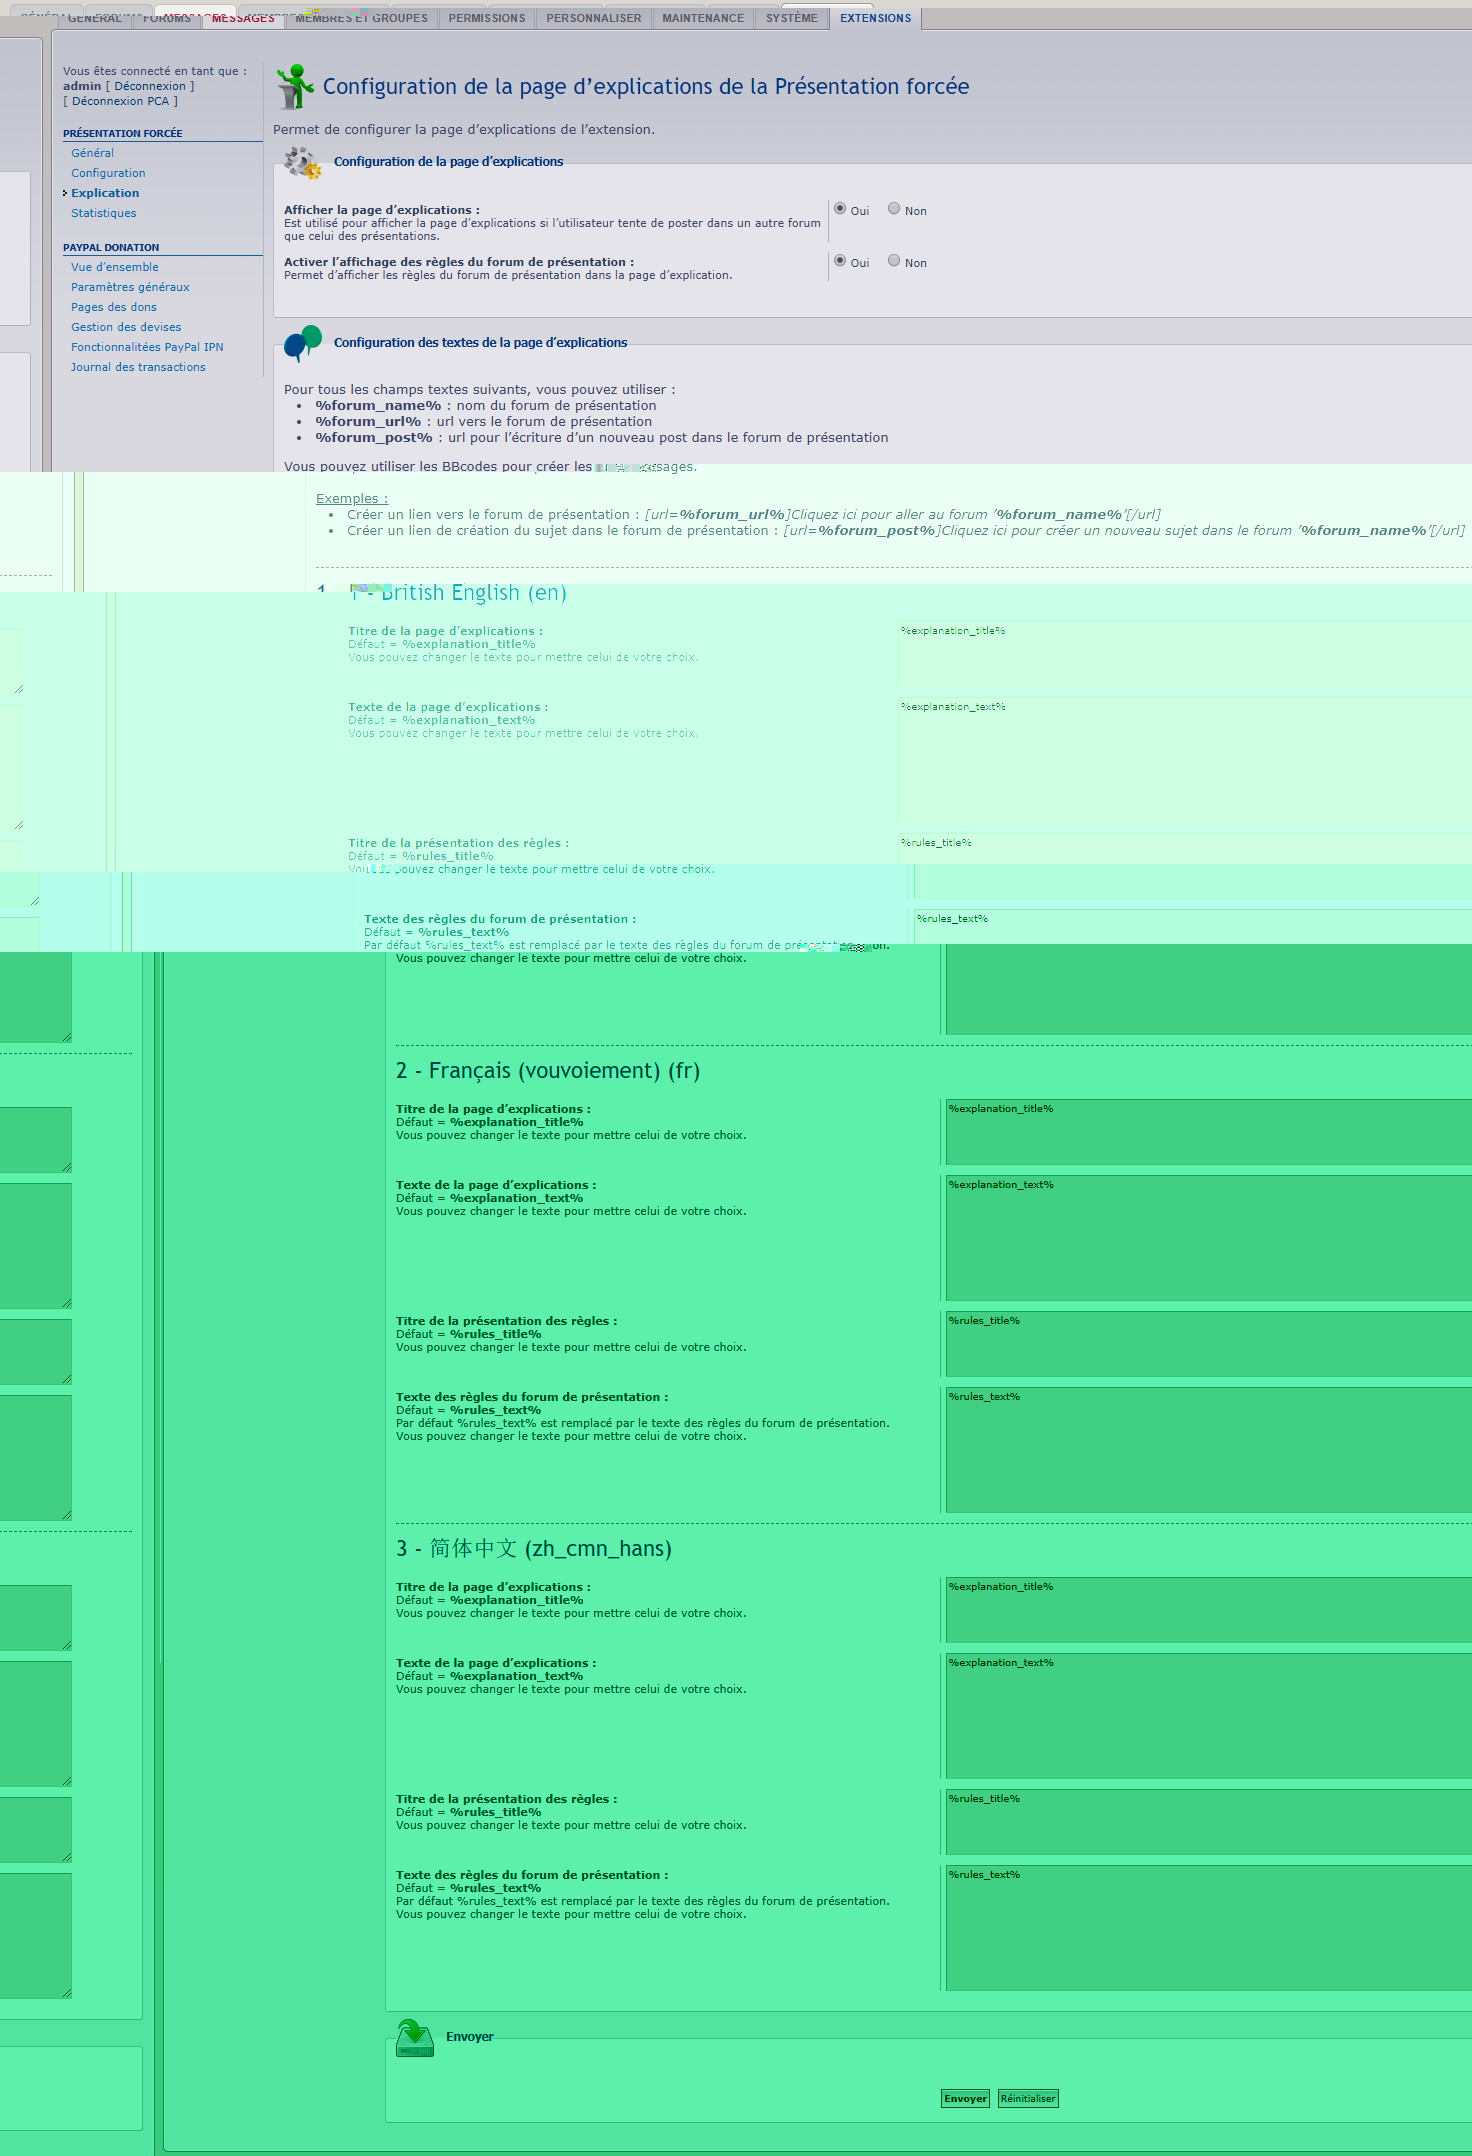 GÉNÉRAL FORUMS MESSAGES MEMBRES ET GROUPES PERMISSIONS PERSONNALISER MAINTENANCE SYSTÈME EXTENSIONS
Vous êtes connecté en tant que :
admin [ Déconnexion ]
[ Déconnexion PCA ]
PRÉSENTATION FORCÉE
Général
Configuration
Explication
Statistiques
PAYPAL DONATION
Vue d’ensemble
Paramètres généraux
Pages des dons
Gestion des devises
Fonctionnalitées PayPal IPN
Journal des transactions
Configuration de la page d’explications de la Présentation forcée
Permet de configurer la page d’explications de l’extension.
Configuration de la page d’explications
Afficher la page d’explications :
Est utilisé pour afficher la page d’explications si l’utilisateur tente de poster dans un autre forum
que celui des présentations.
Oui Non
Activer l’affichage des règles du forum de présentation :
Permet d’afficher les règles du forum de présentation dans la page d’explication.
Oui Non
Configuration des textes de la page d’explications
Pour tous les champs textes suivants, vous pouvez utiliser :
• %forum_name% : nom du forum de présentation
• %forum_url% : url vers le forum de présentation
• %forum_post% : url pour l’écriture d’un nouveau post dans le forum de présentation
Vous pouvez utiliser les BBcodes pour créer les
Exemples :
• Créer un lien vers le forum de présentation : [url=%forum_url%]Cliquez ici pour aller au forum ’%forum_name%’[/url]
• Créer un lien de création du sujet dans le forum de présentation : [url=%forum_post%]Cliquez ici pour créer un nouveau sujet dans le forum ’%forum_name%’[/url]
1 - British English (en)
Titre de la page d’explications :
Défaut = %explanation_title%
Vous pouvez changer le texte pour mettre celui de votre choix.
%explanation_title%
Texte de la page d’explications :
Défaut = %explanation_text%
Vous pouvez changer le texte pour mettre celui de votre choix.
%explanation_text%
Titre de la présentation des règles :
Défaut = %rules_title%
pouvez changer le texte pour mettre celui de votre choix.
%rules_title%
Texte des règles du forum de présentation :
Défaut = %rules_text%
Par défaut %rules_text% est remplacé par le texte des règles du forum de présentation.
Vous pouvez changer le texte pour mettre celui de votre choix.
%rules_text%
2 - Français (vouvoiement) (fr)
Titre de la page d’explications :
Défaut = %explanation_title%
Vous pouvez changer le texte pour mettre celui de votre choix.
%explanation_title%
Texte de la page d’explications :
Défaut = %explanation_text%
Vous pouvez changer le texte pour mettre celui de votre choix.
%explanation_text%
Titre de la présentation des règles :
Défaut = %rules_title%
Vous pouvez changer le texte pour mettre celui de votre choix.
%rules_title%
Texte des règles du forum de présentation :
Défaut = %rules_text%
Par défaut %rules_text% est remplacé par le texte des règles du forum de présentation.
Vous pouvez changer le texte pour mettre celui de votre choix.
%rules_text%
3 - 简体中文 (zh_cmn_hans)
Titre de la page d’explications :
Défaut = %explanation_title%
Vous pouvez changer le texte pour mettre celui de votre choix.
%explanation_title%
Texte de la page d’explications :
Défaut = %explanation_text%
Vous pouvez changer le texte pour mettre celui de votre choix.
%explanation_text%
Titre de la présentation des règles :
Défaut = %rules_title%
Vous pouvez changer le texte pour mettre celui de votre choix.
%rules_title%
Texte des règles du forum de présentation :
Défaut = %rules_text%
Par défaut %rules_text% est remplacé par le texte des règles du forum de présentation.
Vous pouvez changer le texte pour mettre celui de votre choix.
%rules_text%
Envoyer
Envoyer Réinitialiser